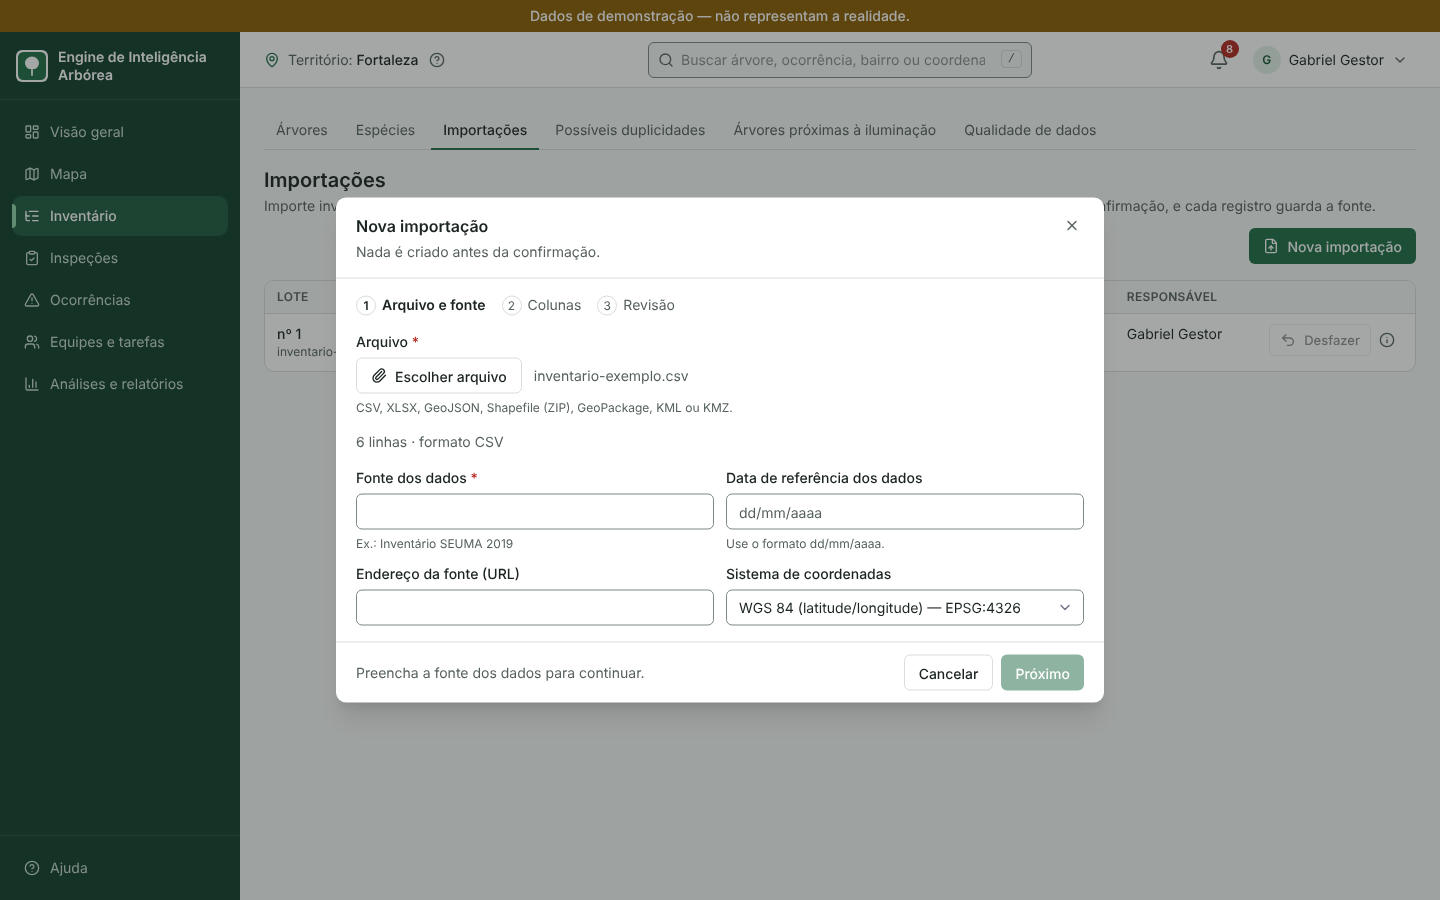 Dados de demonstração — não representam a realidade.
Engine de Inteligência
Arbórea
Território: Fortaleza
Buscar árvore, ocorrência, bairro ou coordena
/
8
G
Gabriel Gestor
Visão geral
Mapa
Inventário
Inspeções
Ocorrências
Equipes e tarefas
Análises e relatórios
Ajuda
Árvores
Espécies
Importações
Possíveis duplicidades
Árvores próximas à iluminação
Qualidade de dados
Importações
Importe inv
firmação, e cada registro guarda a fonte.
Nova importação
LOTE
RESPONSÁVEL
nº 1
inventario-
Gabriel Gestor
Desfazer
Nova importação
Nada é criado antes da confirmação.
1 Arquivo e fonte
2 Colunas
3 Revisão
Arquivo *
Escolher arquivo
inventario-exemplo.csv
CSV, XLSX, GeoJSON, Shapefile (ZIP), GeoPackage, KML ou KMZ.
6 linhas · formato CSV
Fonte dos dados *
Ex.: Inventário SEUMA 2019
Data de referência dos dados
dd/mm/aaaa
Use o formato dd/mm/aaaa.
Endereço da fonte (URL)
Sistema de coordenadas
WGS 84 (latitude/longitude) — EPSG:4326
Preencha a fonte dos dados para continuar.
Cancelar
Próximo